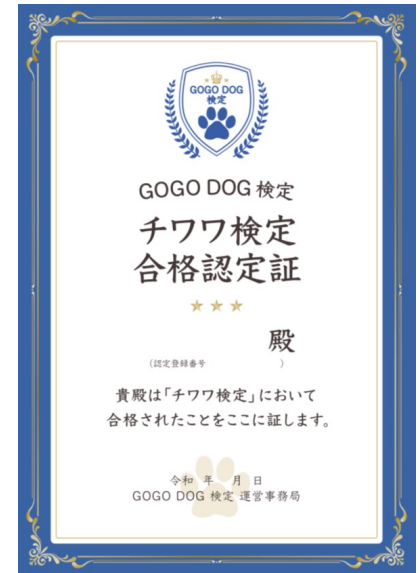 GOGO DOG
検定
GOGO DOG 検定
チワワ検定
合格認定証
殿
(認定登録番号 )
貴殿は「チワワ検定」において
合格されたことをここに証します。
令和 年 月 日
GOGO DOG 検定 運営事務局